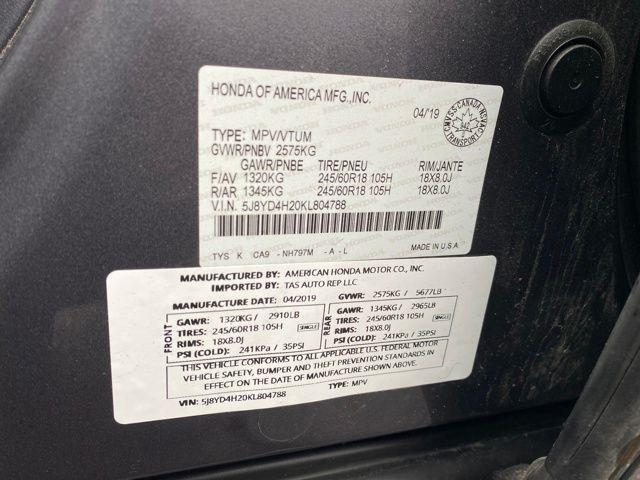 HONDA OF AMERICA MFG.,INC.
04/'19
CMVSS-CANADA-NSVAC
TRANSPORT
TYPE: MPV/VTUM
GVWR/PNBV 2575KG
GAWR/PNBE TIRE/PNEU RIM/JANTE
F/AV 1320KG 245/60R18 105H 18X8.0J
R/AR 1345KG 245/60R18 105H 18X8.0J
V.I.N. 5J8YD4H20KL804788
TYS K CA9 - NH797M - A - L MADE IN U.S.A.
MANUFACTURED BY: AMERICAN HONDA MOTOR CO., INC.
IMPORTED BY: TAS AUTO REP LLC
MANUFACTURE DATE 04/2019 GVWR: 2575KG / 5677LB
FRONT
GAWR: 1320KG / 2910LB
TIRES: 245/60R18 105H SINGLE
RIMS: 18X8.0J
PSI (COLD): 241KPa / 35PSI
REAR
GAWR: 1345KG / 2965LB
TIRES: 245/60R18 105H SINGLE
RIMS: 18X8.0J
PSI (COLD): 241KPa / 35PSI
THIS VEHICLE CONFORMS TO ALL APPLICABLE U.S. FEDERAL MOTOR
VEHICLE SAFETY, BUMPER AND THEFT PREVENTION STANDARDS IN
EFFECT ON THE DATE OF MANUFACTURE SHOWN ABOVE.
VIN: 5J8YD4H20KL804788 TYPE: MPV